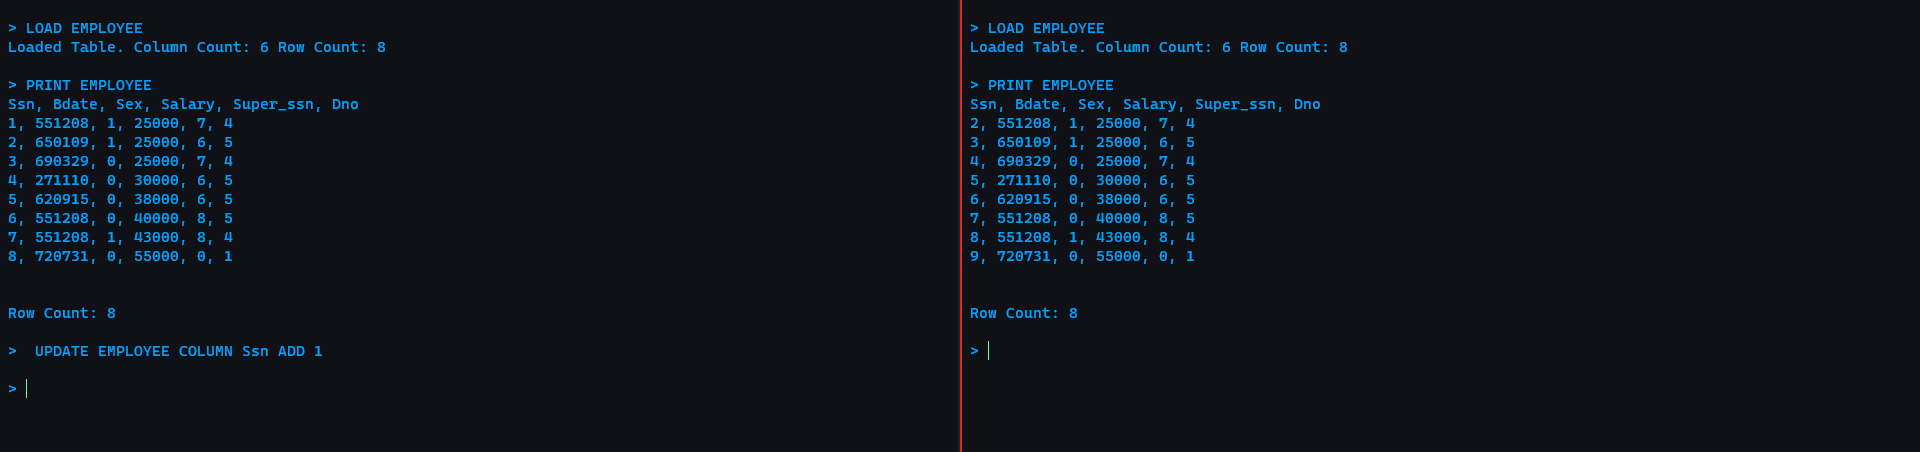 > LOAD EMPLOYEE
Loaded Table. Column Count: 6 Row Count: 8
> PRINT EMPLOYEE
Ssn, Bdate, Sex, Salary, Super_ssn, Dno
1, 551208, 1, 25000, 7, 4
2, 650109, 1, 25000, 6, 5
3, 690329, 0, 25000, 7, 4
4, 271110, 0, 30000, 6, 5
5, 620915, 0, 38000, 6, 5
6, 551208, 0, 40000, 8, 5
7, 551208, 1, 43000, 8, 4
8, 720731, 0, 55000, 0, 1
Row Count: 8
>  UPDATE EMPLOYEE COLUMN Ssn ADD 1
>
> LOAD EMPLOYEE
Loaded Table. Column Count: 6 Row Count: 8
> PRINT EMPLOYEE
Ssn, Bdate, Sex, Salary, Super_ssn, Dno
2, 551208, 1, 25000, 7, 4
3, 650109, 1, 25000, 6, 5
4, 690329, 0, 25000, 7, 4
5, 271110, 0, 30000, 6, 5
6, 620915, 0, 38000, 6, 5
7, 551208, 0, 40000, 8, 5
8, 551208, 1, 43000, 8, 4
9, 720731, 0, 55000, 0, 1
Row Count: 8
>